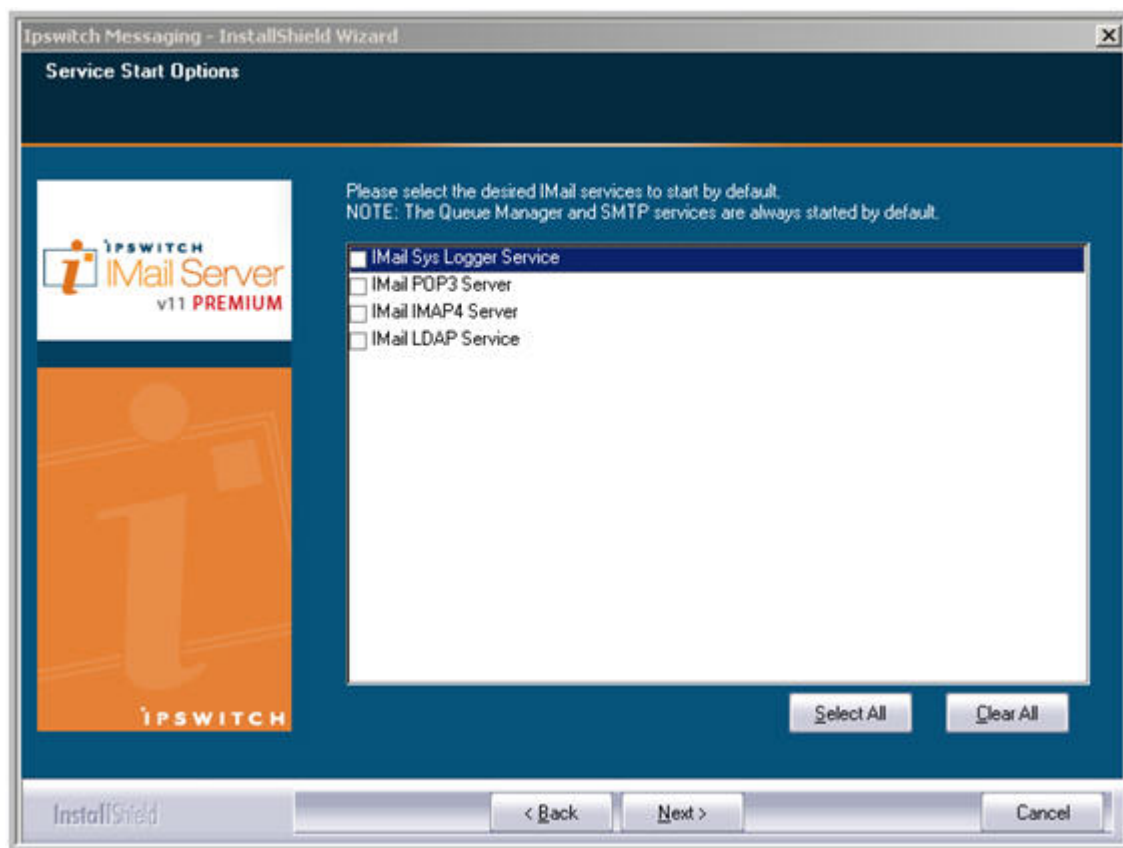 Ipswitch Messaging - InstallShield Wizard
Service Start Options
Please select the desired IMail services to start by default.
NOTE: The Queue Manager and SMTP services are always started by default.
IPSWITCH
IMail Server
v11 PREMIUM
IMail Sys Logger Service
IMail POP3 Server
IMail IMAP4 Server
IMail LDAP Service
IPSWITCH
Select All
Clear All
InstallShield
< Back
Next >
Cancel